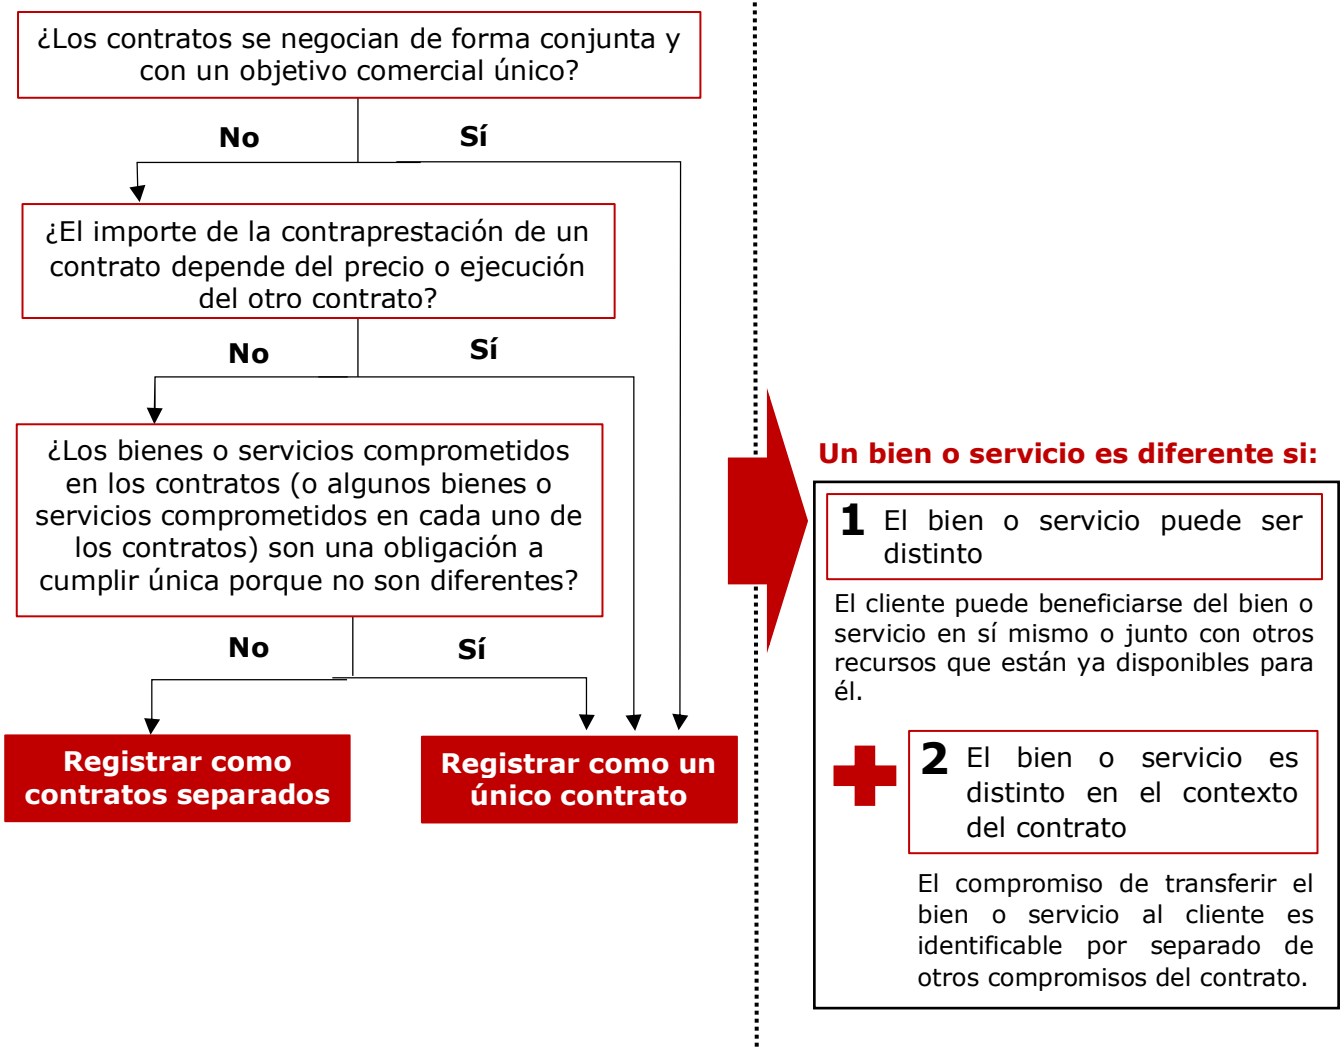 ¿Los contratos se negocian de forma conjunta y
con un objetivo comercial único?
No
Sí
¿El importe de la contraprestación de un
contrato depende del precio o ejecución
del otro contrato?
No
Sí
¿Los bienes o servicios comprometidos
en los contratos (o algunos bienes o
servicios comprometidos en cada uno de
los contratos) son una obligación a
cumplir única porque no son diferentes?
No
Sí
Registrar como
contratos separados
Registrar como un
único contrato
Un bien o servicio es diferente si:
1 El bien o servicio puede ser
distinto
El cliente puede beneficiarse del bien o
servicio en sí mismo o junto con otros
recursos que están ya disponibles para
él.
2 El bien o servicio es
distinto en el contexto
del contrato
El compromiso de transferir el
bien o servicio al cliente es
identificable por separado de
otros compromisos del contrato.